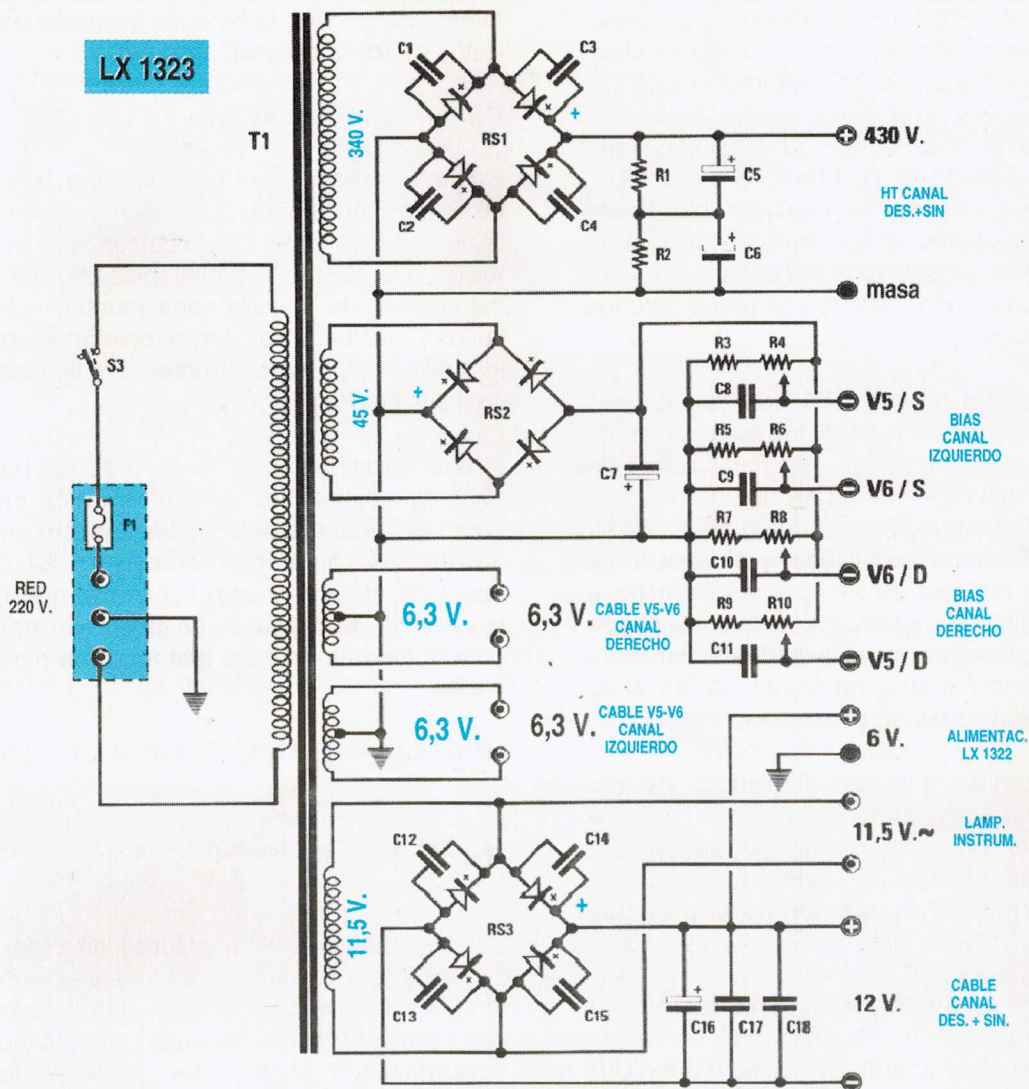 LX 1323
T1
340 V.
C1
C3
+
RS1
C2
C4
R1
R2
+
C5
+
C6
+ 430 V.
HT CANAL
DES.+SIN
masa
S3
F1
RED
220 V.
45 V.
+
RS2
C7
+
R3
R4
C8
R5
R6
C9
R7
R8
C10
R9
R10
C11
V5 / S
V6 / S
BIAS
CANAL
IZQUIERDO
V6 / D
V5 / D
BIAS
CANAL
DERECHO
6,3 V.
6,3 V.
CABLE V5-V6
CANAL
DERECHO
6,3 V.
6,3 V.
CABLE V5-V6
CANAL
IZQUIERDO
+
6 V.
ALIMENTAC.
LX 1322
11,5 V.~
LAMP.
INSTRUM.
11,5 V.
C12
C14
+
RS3
C13
C15
+
C16
C17
C18
+
12 V.
CABLE
CANAL
DES. + SIN.